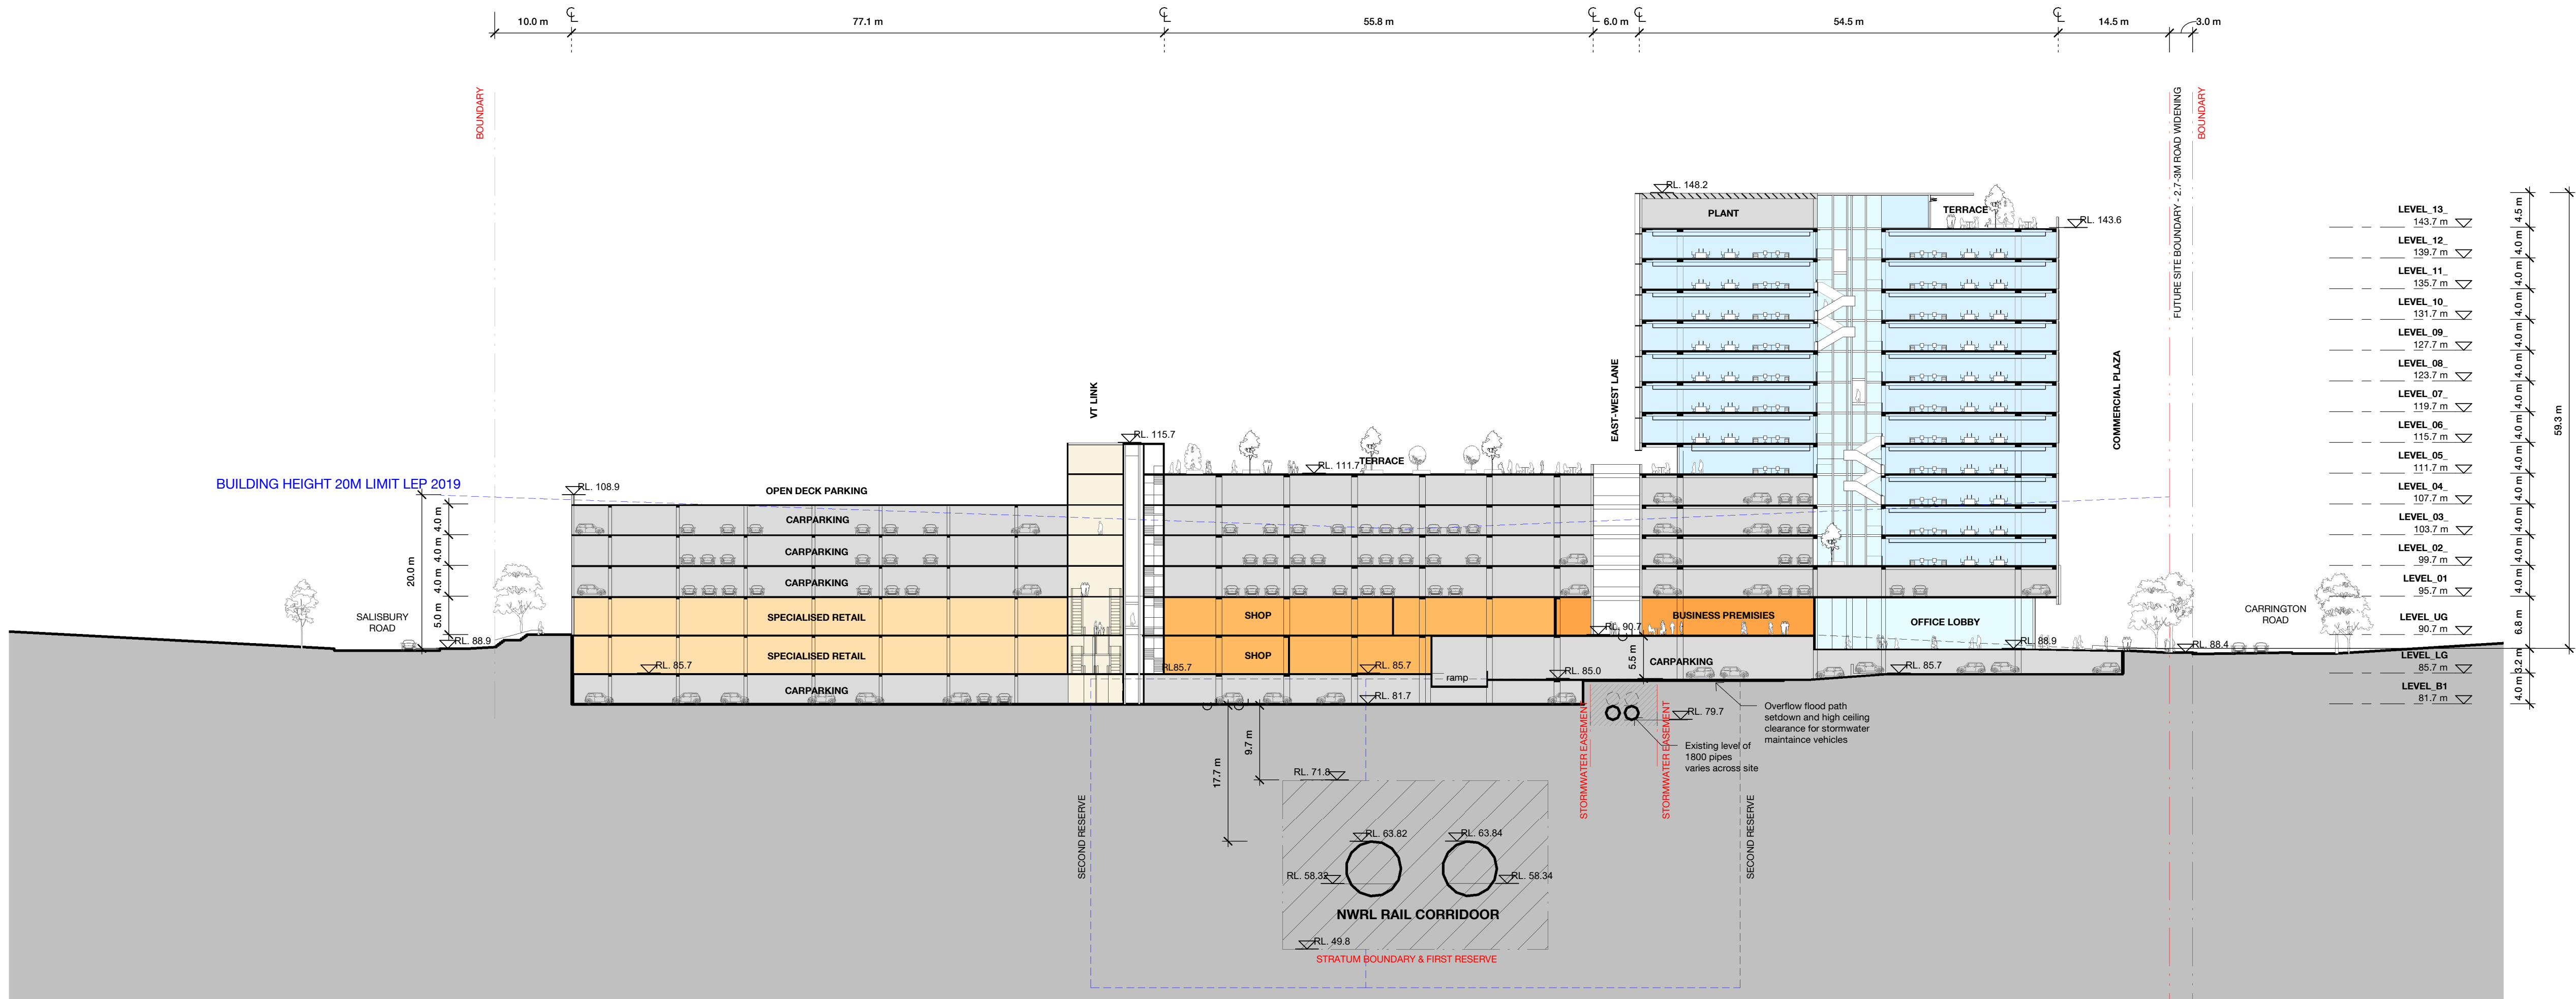 10.0 m
77.1 m
55.8 m
6.0 m
54.5 m
14.5 m
3.0 m
BOUNDARY
FUTURE SITE BOUNDARY - 2.7-3M ROAD WIDENING
BOUNDARY
RL. 148.2
PLANT
TERRACE
RL. 143.6
LEVEL_13_
143.7 m
4.5 m
LEVEL_12_
139.7 m
4.0 m
LEVEL_11_
135.7 m
4.0 m
LEVEL_10_
131.7 m
4.0 m
LEVEL_09_
127.7 m
4.0 m
LEVEL_08_
123.7 m
4.0 m
LEVEL_07_
119.7 m
4.0 m
LEVEL_06_
115.7 m
4.0 m
LEVEL_05_
111.7 m
4.0 m
LEVEL_04_
107.7 m
4.0 m
LEVEL_03_
103.7 m
4.0 m
LEVEL_02_
99.7 m
4.0 m
LEVEL_01
95.7 m
4.0 m
LEVEL_UG
90.7 m
6.8 m
LEVEL_LG
85.7 m
3.2 m
LEVEL_B1
81.7 m
4.0 m
59.3 m
VT LINK
EAST-WEST LANE
COMMERCIAL PLAZA
RL. 115.7
RL. 111.7
TERRACE
BUILDING HEIGHT 20M LIMIT LEP 2019
RL. 108.9
OPEN DECK PARKING
20.0 m
4.0 m
4.0 m
4.0 m
5.0 m
CARPARKING
CARPARKING
CARPARKING
SALISBURY
ROAD
RL. 88.9
SPECIALISED RETAIL
SHOP
BUSINESS PREMISIES
RL. 90.7
OFFICE LOBBY
RL. 88.9
RL. 88.4
CARRINGTON
ROAD
SPECIALISED RETAIL
RL. 85.7
RL85.7
SHOP
RL. 85.7
ramp
RL. 85.0
5.5 m
CARPARKING
RL. 85.7
CARPARKING
RL. 81.7
RL. 79.7
Overflow flood path
setdown and high ceiling
clearance for stormwater
maintaince vehicles
Existing level of
1800 pipes
varies across site
STORMWATER EASEMENT
STORMWATER EASEMENT
9.7 m
17.7 m
RL. 71.8
SECOND RESERVE
SECOND RESERVE
RL. 63.82
RL. 63.84
RL. 58.32
RL. 58.34
NWRL RAIL CORRIDOOR
RL. 49.8
STRATUM BOUNDARY & FIRST RESERVE